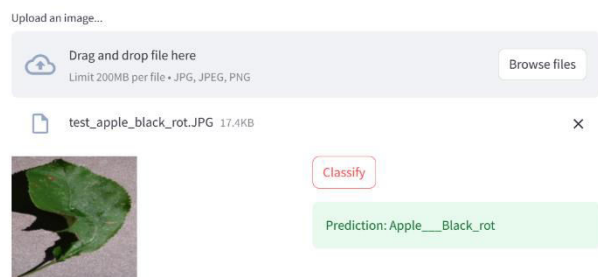 Upload an image...
Drag and drop file here
Limit 200MB per file • JPG, JPEG, PNG
Browse files
test_apple_black_rot.JPG 17.4KB
Classify
Prediction: Apple___Black_rot